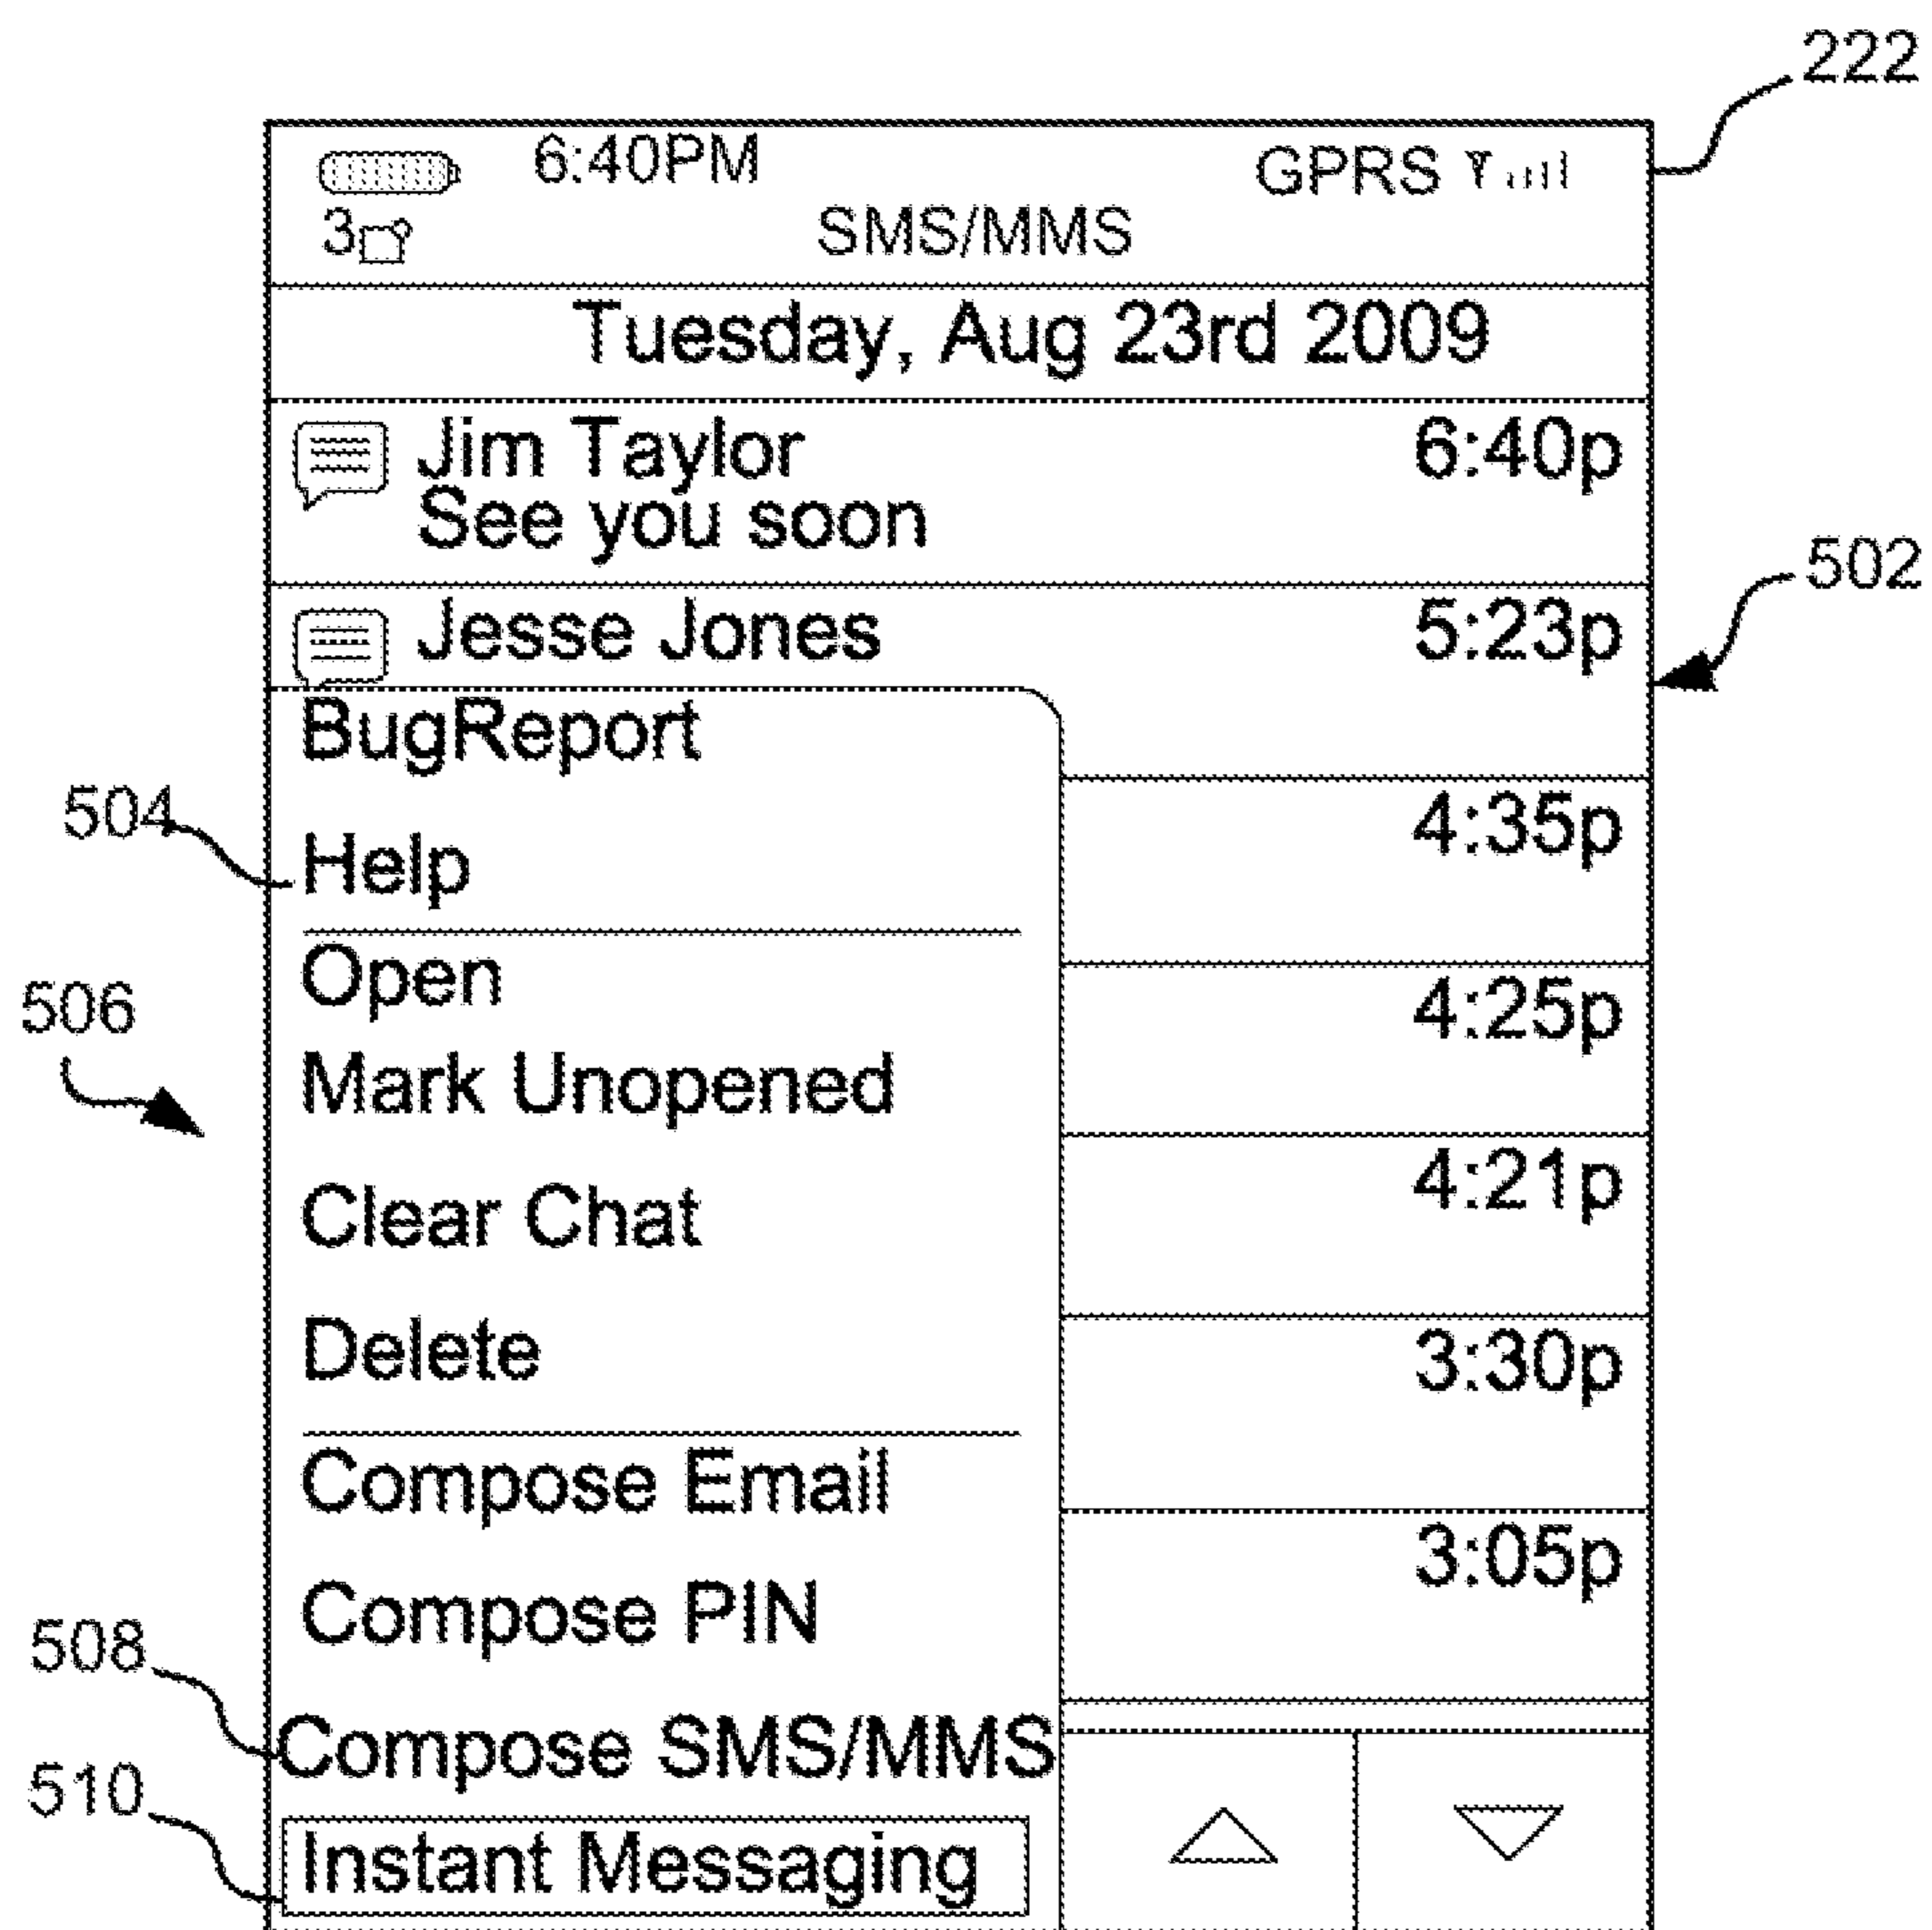 222
6:40PM GPRS
3 SMS/MMS
Tuesday, Aug 23rd 2009
Jim Taylor 6:40p
See you soon
502
Jesse Jones 5:23p
BugReport
504 4:35p
Help
Open 4:25p
506
Mark Unopened
Clear Chat 4:21p
Delete 3:30p
Compose Email
Compose PIN 3:05p
508
Compose SMS/MMS
510
Instant Messaging